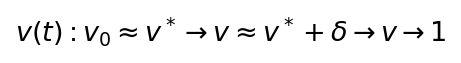 v(t) : v₀ ≈ v* → v ≈ v* + δ → v → 1